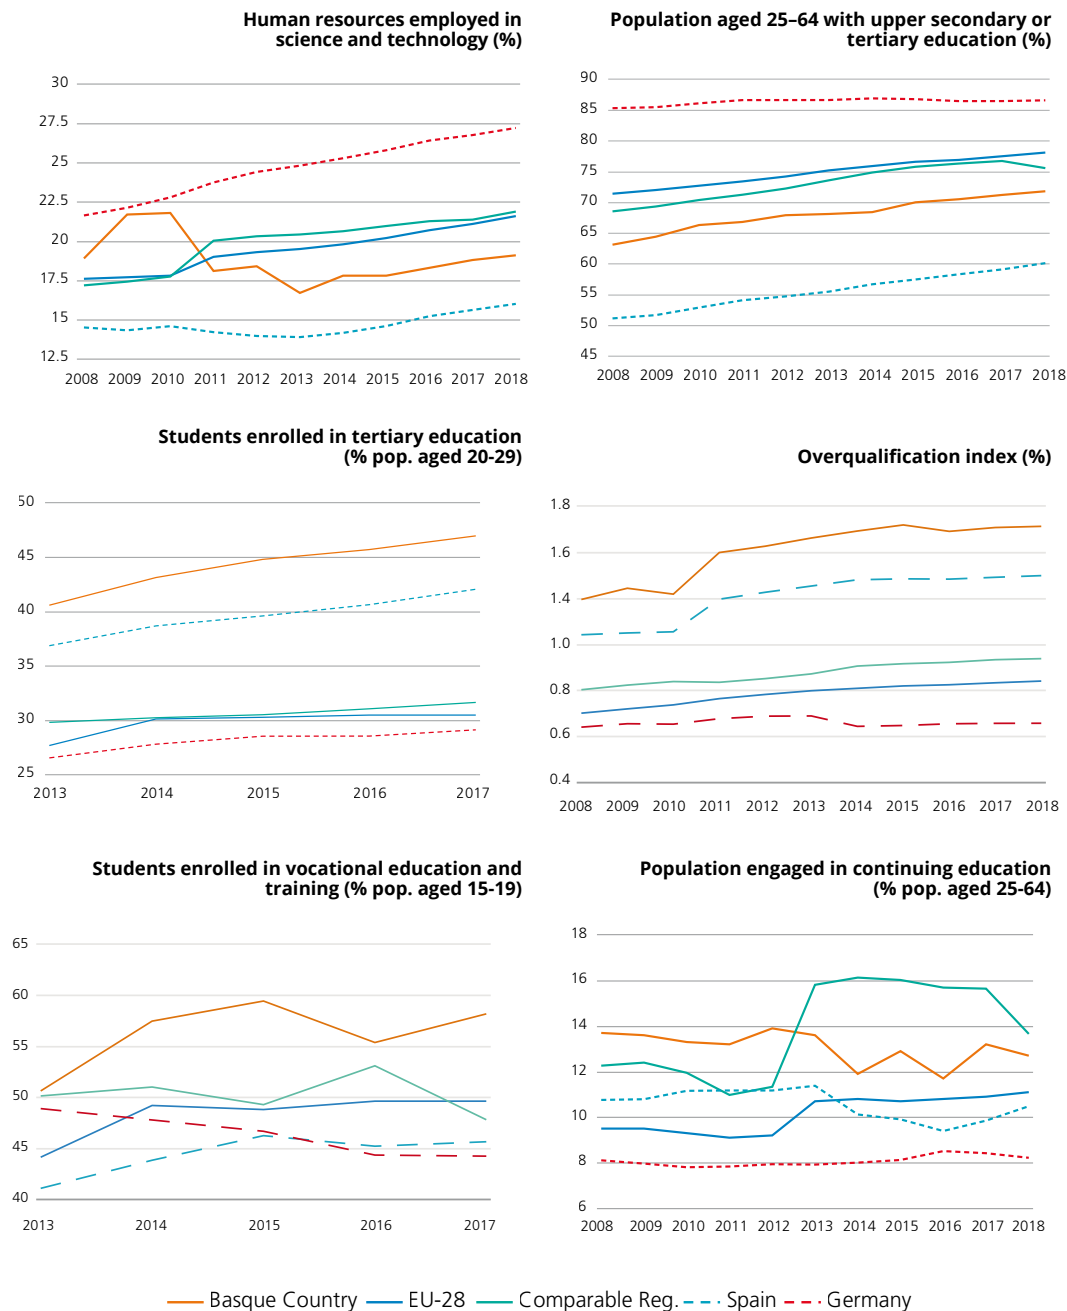 Human resources employed in
science and technology (%)
30
27.5
25
22.5
20
17.5
15
12.5
2008 2009 2010 2011 2012 2013 2014 2015 2016 2017 2018
Population aged 25–64 with upper secondary or
tertiary education (%)
90
85
80
75
70
65
60
55
50
45
2008 2009 2010 2011 2012 2013 2014 2015 2016 2017 2018
Students enrolled in tertiary education
(% pop. aged 20-29)
50
45
40
35
30
25
2013 2014 2015 2016 2017
Overqualification index (%)
1.8
1.6
1.4
1.0
0.8
0.6
0.4
2008 2009 2010 2011 2012 2013 2014 2015 2016 2017 2018
Students enrolled in vocational education and
training (% pop. aged 15-19)
65
60
55
50
45
40
2013 2014 2015 2016 2017
Population engaged in continuing education
(% pop. aged 25-64)
18
16
14
12
10
8
6
2008 2009 2010 2011 2012 2013 2014 2015 2016 2017 2018
Basque Country EU-28 Comparable Reg. Spain Germany